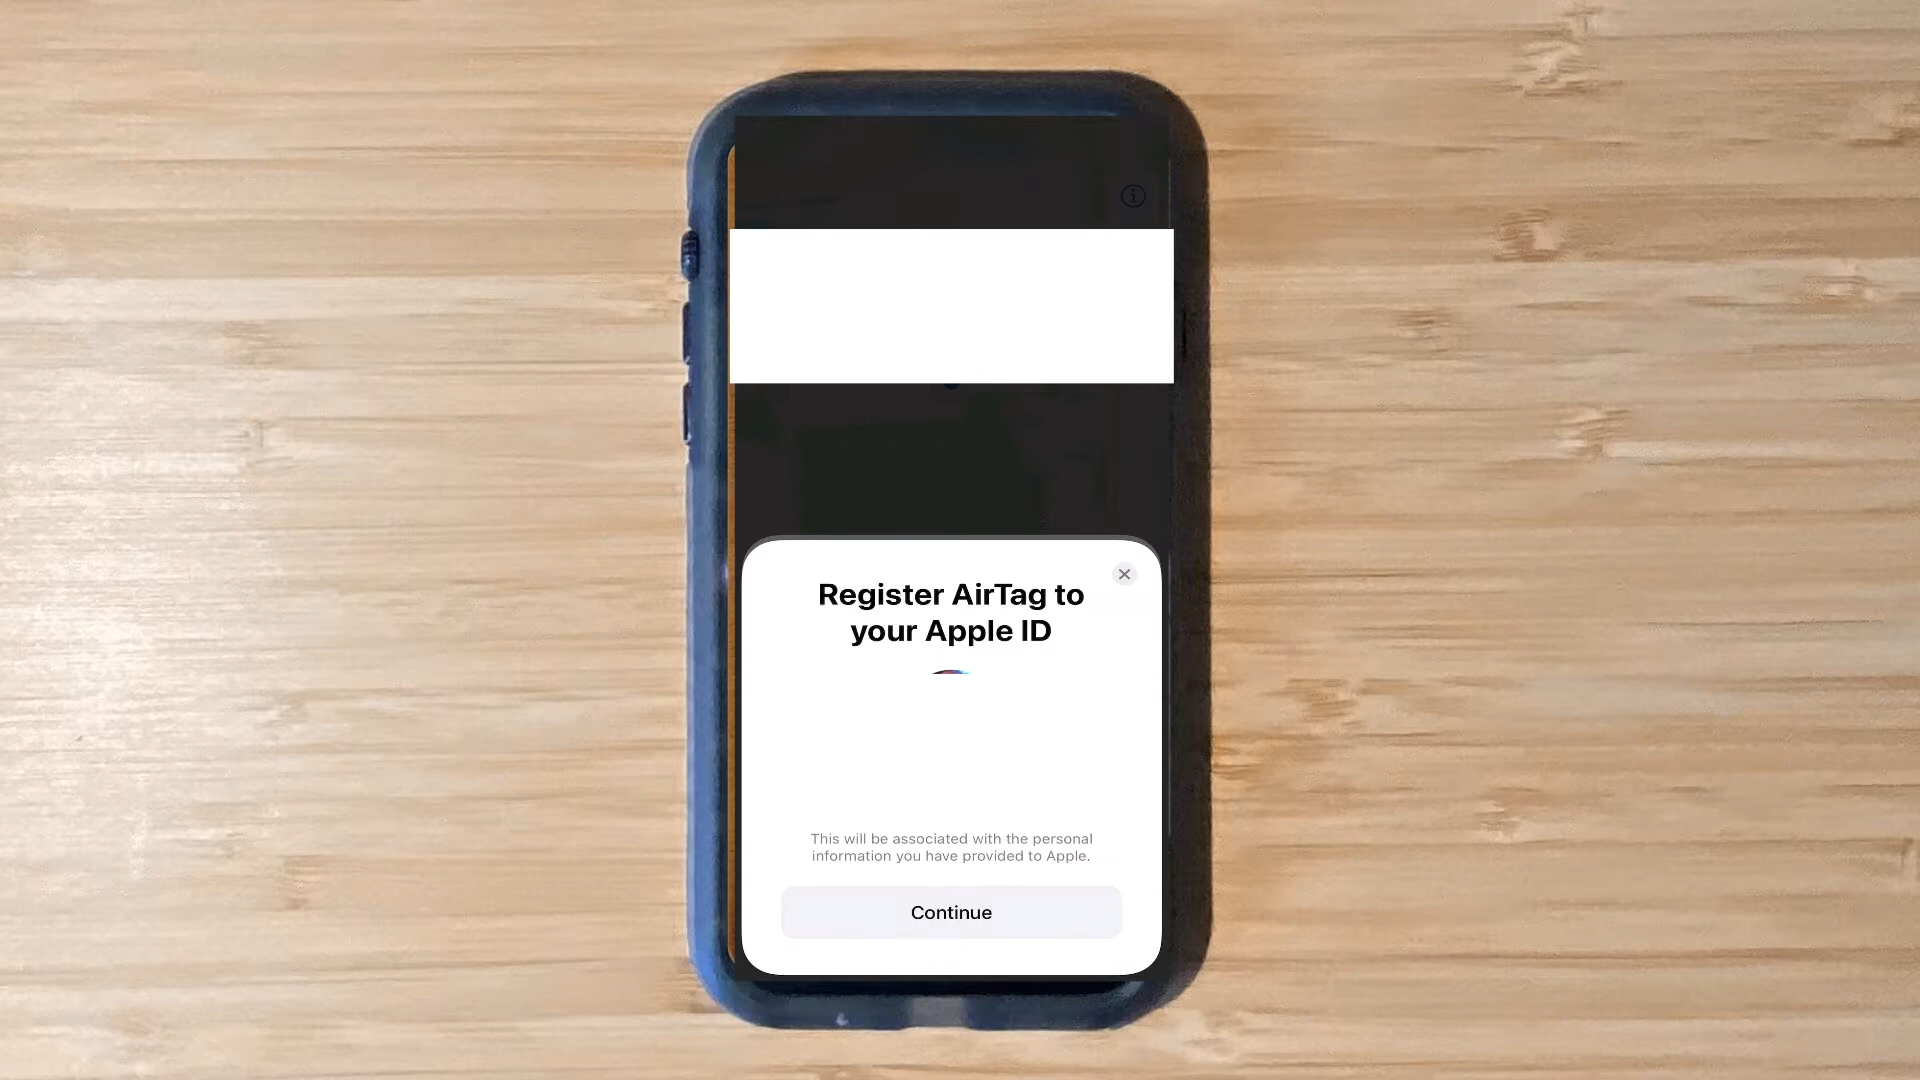 Register AirTag to
your Apple ID
This will be associated with the personal
information you have provided to Apple.
Continue